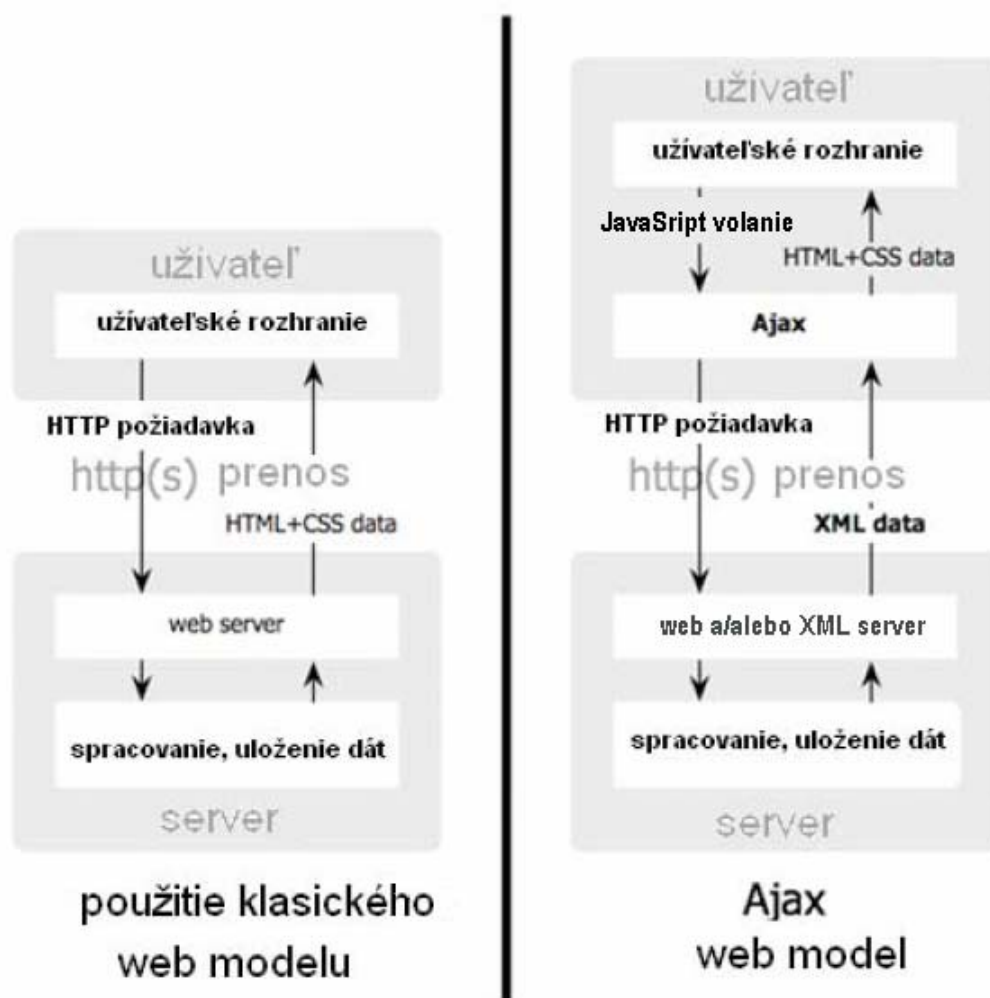 uživateľ
užívateľské rozhranie
HTTP požiadavka
http(s) prenos
HTML+CSS data
web server
spracovanie, uloženie dát
server
použitie klasického
web modelu
uživateľ
užívateľské rozhranie
JavaSript volanie
HTML+CSS data
Ajax
HTTP požiadavka
http(s) prenos
XML data
web a/alebo XML server
spracovanie, uloženie dát
server
Ajax
web model